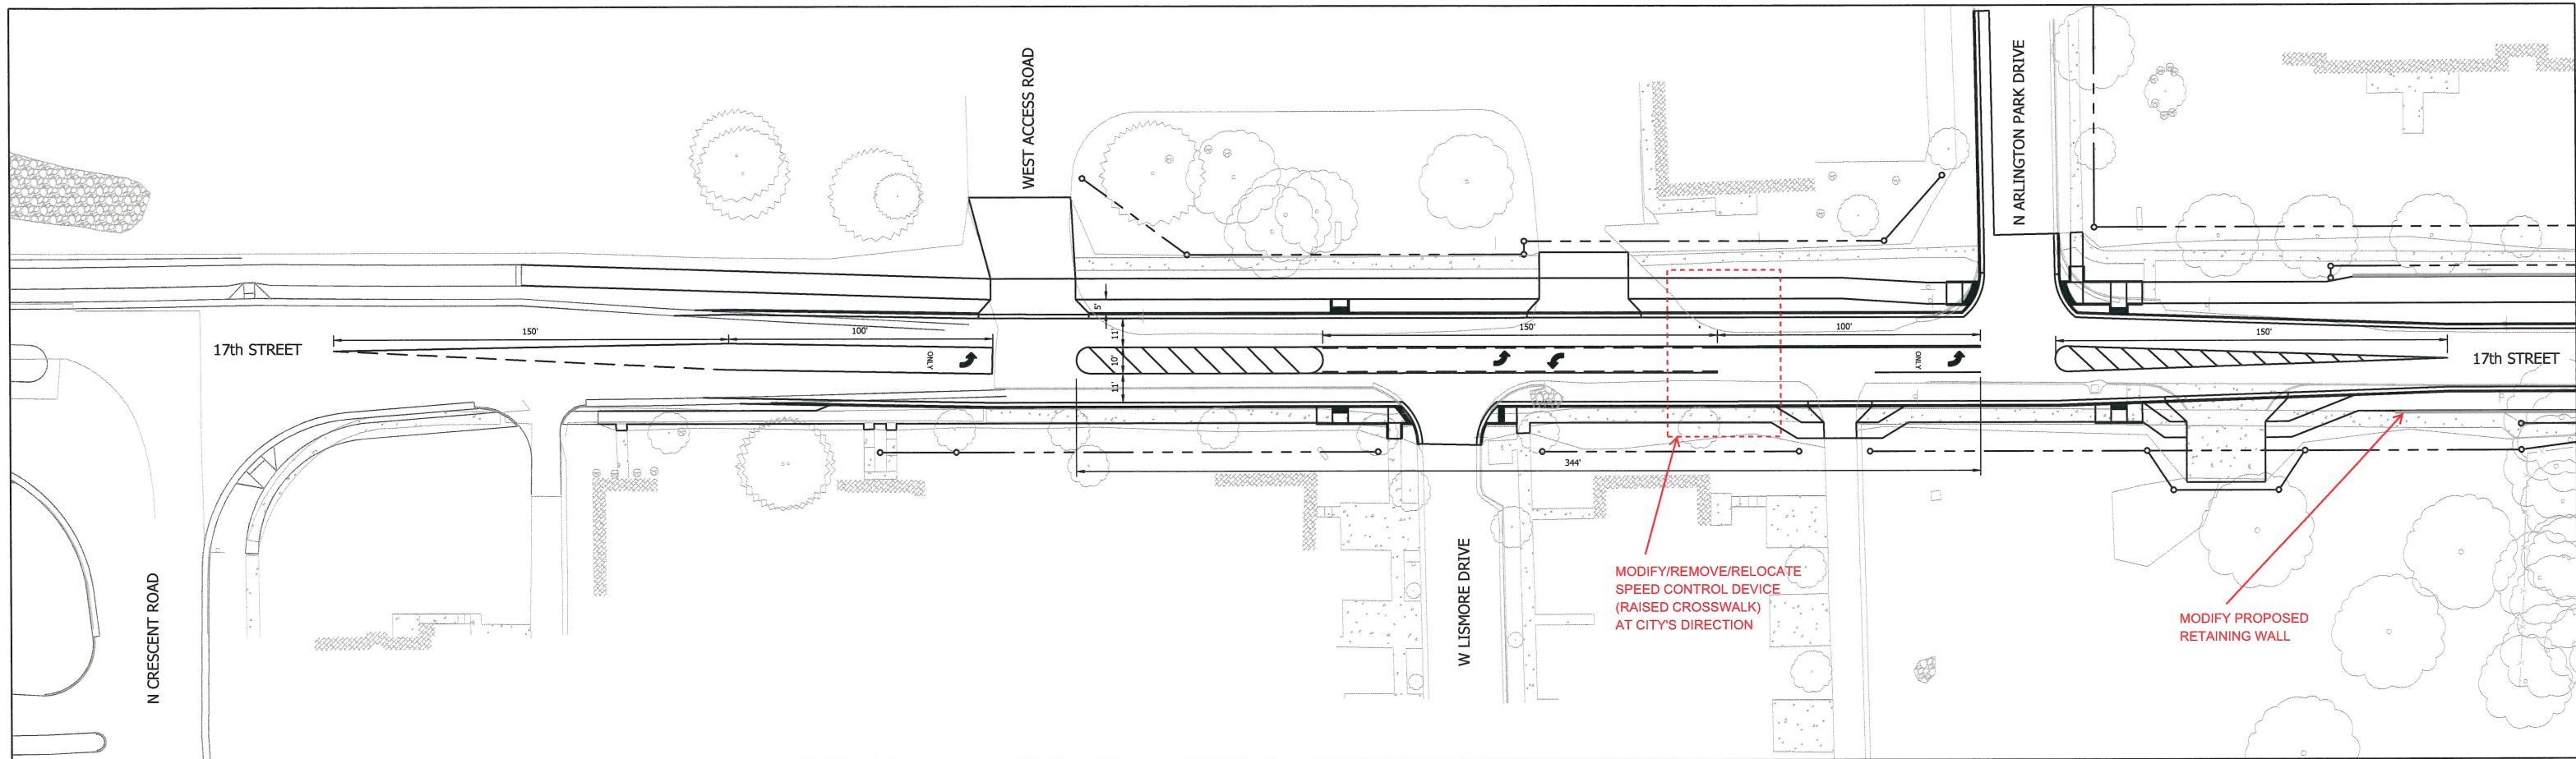 WEST ACCESS ROAD
N ARLINGTON PARK DRIVE
5'
150'
100'
11'
150'
100'
150'
17th STREET
ONLY
10'
ONLY
17th STREET
11'
344'
N CRESCENT ROAD
W LISMORE DRIVE
MODIFY/REMOVE/RELOCATE
SPEED CONTROL DEVICE
(RAISED CROSSWALK)
AT CITY'S DIRECTION
MODIFY PROPOSED
RETAINING WALL